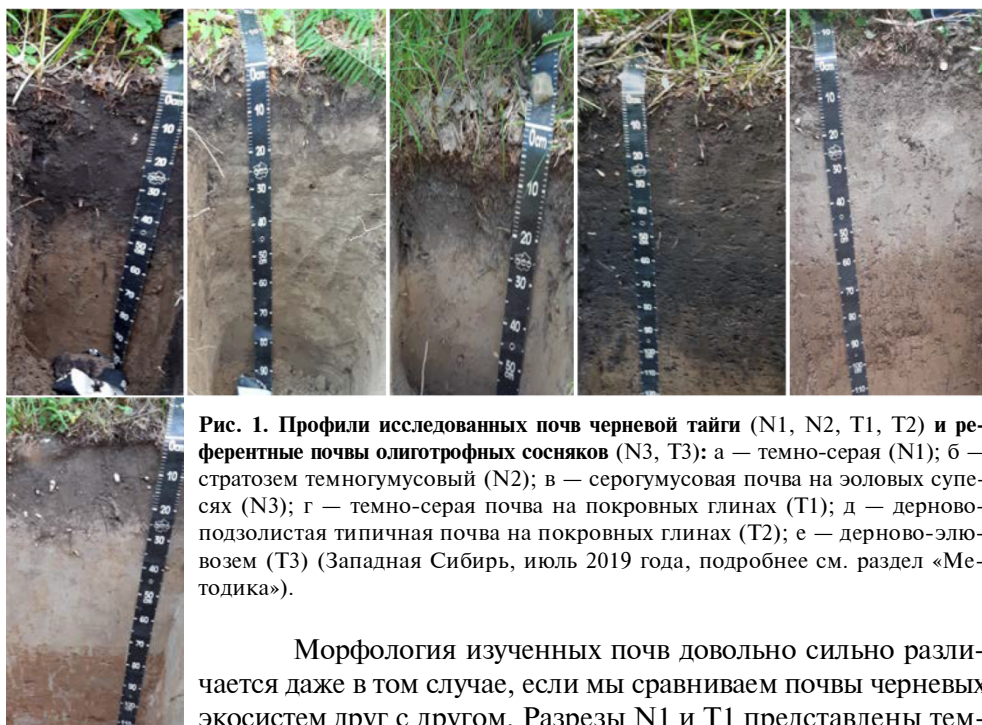 Рис. 1. Профили исследованных почв черневой тайги (N1, N2, T1, T2) и ре-
ферентные почвы олиготрофных сосняков (N3, T3): а — темно-серая (N1); б —
стратозем темногумусовый (N2); в — серогумусовая почва на эоловых супе-
сях (N3); г — темно-серая почва на покровных глинах (T1); д — дерново-
подзолистая типичная почва на покровных глинах (T2); е — дерново-элю-
возем (T3) (Западная Сибирь, июль 2019 года, подробнее см. раздел «Ме-
тодика»).
Морфология изученных почв довольно сильно разли-
чается даже в том случае, если мы сравниваем почвы черневых
экосистем друг с другом. Разрезы N1 и T1 представлены тем-